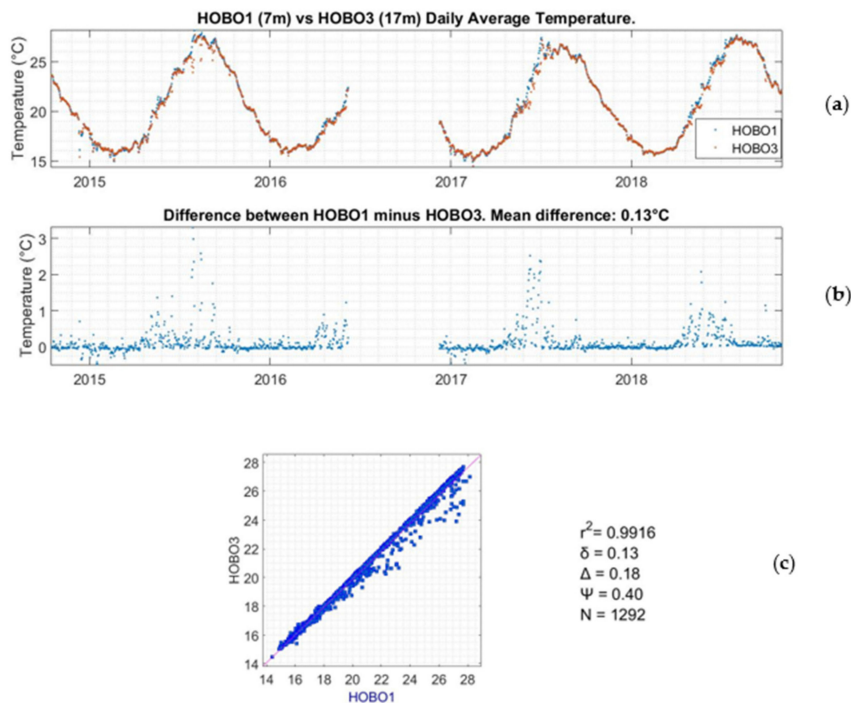 HOBO1 (7m) vs HOBO3 (17m) Daily Average Temperature.
Temperature (°C)
25
20
15
2015
2016
2017
2018
HOBO1
HOBO3
(a)
Difference between HOBO1 minus HOBO3. Mean difference: 0.13°C
Temperature (°C)
3
2
1
0
2015
2016
2017
2018
(b)
HOBO3
28
26
24
22
20
18
16
14
14
16
18
20
22
24
26
28
HOBO1
r²= 0.9916
δ = 0.13
Δ = 0.18
Ψ = 0.40
N = 1292
(c)